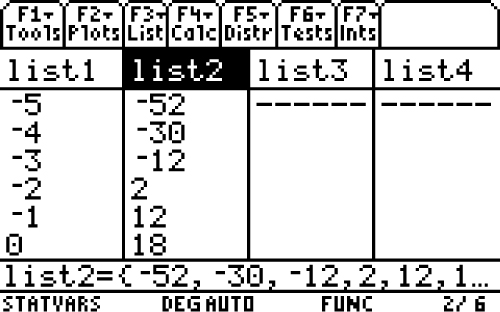 F1▾ F2▾ F3▾ F4▾ F5▾ F6▾ F7▾
Tools Plots List Calc Distr Tests Ints
list1 list2 list3 list4
-5 -52 ------ ------
-4 -30
-3 -12
-2 2
-1 12
0 18
list2={-52, -30, -12,2,12,1…
STATVARS DEG AUTO FUNC 2/ 6